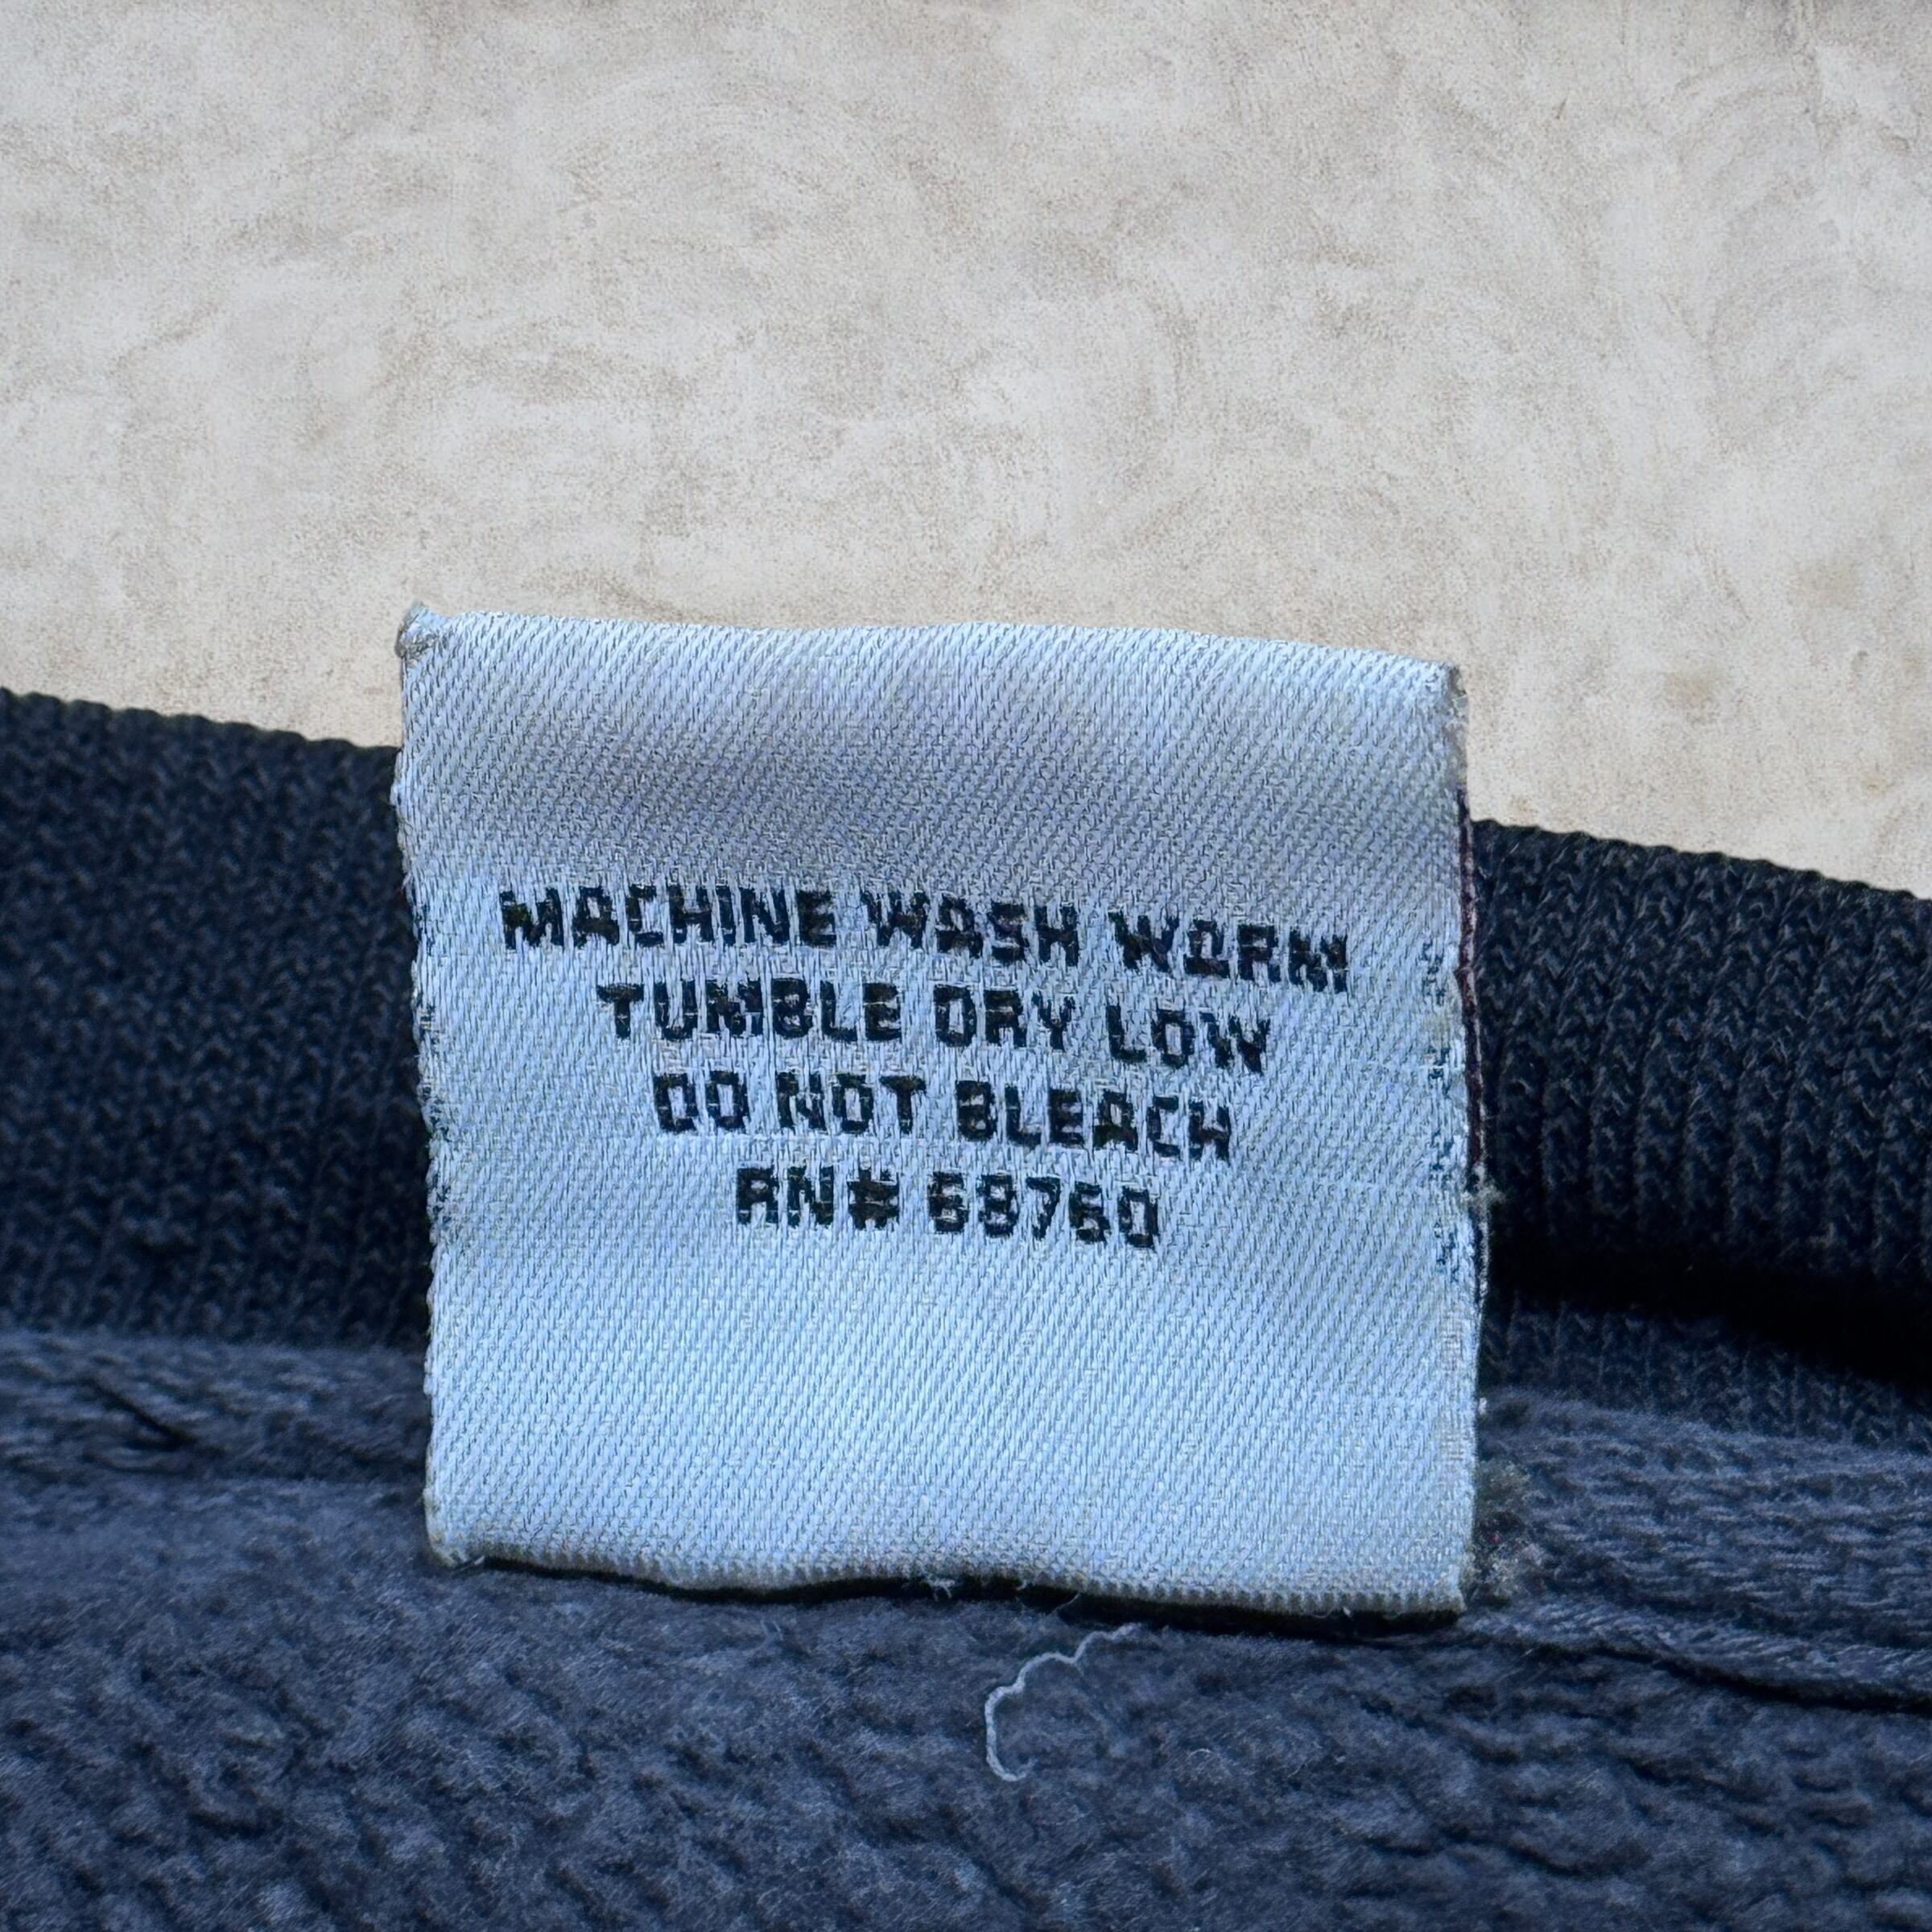 MACHINE WASH WARM
TUMBLE DRY LOW
DO NOT BLEACH
RN# 68760